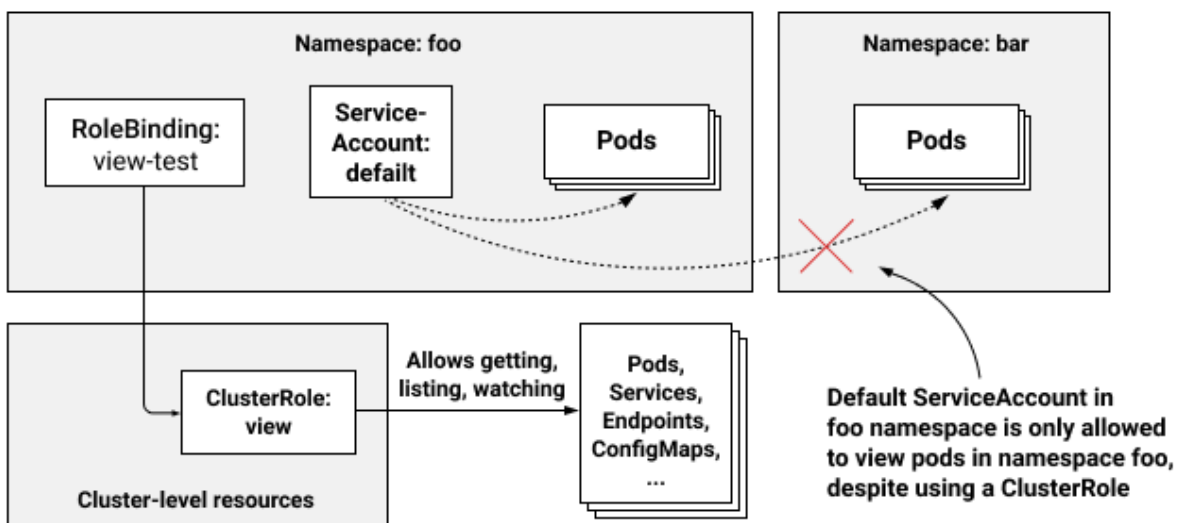 Namespace: foo
Namespace: bar
RoleBinding:
view-test
Service-
Account:
defailt
Pods
Pods
ClusterRole:
view
Cluster-level resources
Allows getting,
listing, watching
Pods,
Services,
Endpoints,
ConfigMaps,
...
Default ServiceAccount in
foo namespace is only allowed
to view pods in namespace foo,
despite using a ClusterRole